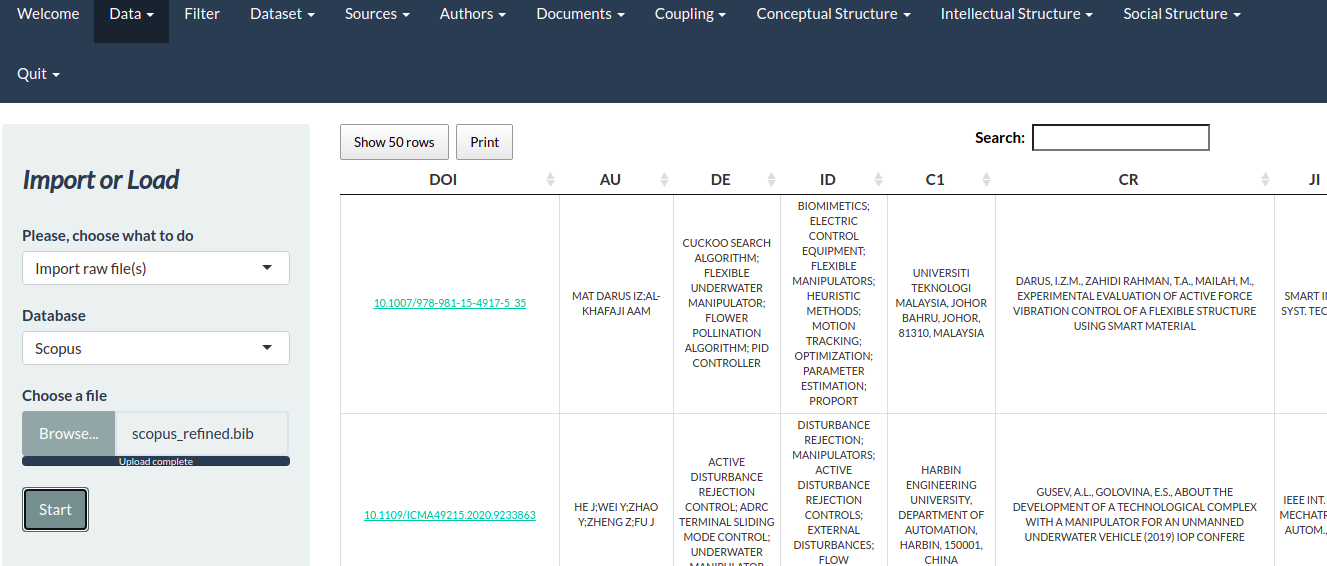 Welcome Data Filter Dataset Sources Authors Documents Coupling Conceptual Structure Intellectual Structure Social Structure
Quit
Import or Load
Please, choose what to do
Import raw file(s)
Database
Scopus
Choose a file
Browse... scopus_refined.bib
Upload complete
Start
Show 50 rows Print Search:
DOI AU DE ID C1 CR JI
10.1007/978-981-15-4917-5_35
MAT DARUS IZ;AL-
KHAFAJI AAM
CUCKOO SEARCH
ALGORITHM;
FLEXIBLE
UNDERWATER
MANIPULATOR;
FLOWER
POLLINATION
ALGORITHM; PID
CONTROLLER
BIOMIMETICS;
ELECTRIC
CONTROL
EQUIPMENT;
FLEXIBLE
MANIPULATORS;
HEURISTIC
METHODS;
MOTION
TRACKING;
OPTIMIZATION;
PARAMETER
ESTIMATION;
PROPORT
UNIVERSITI
TEKNOLOGI
MALAYSIA, JOHOR
BAHRU, JOHOR,
81310, MALAYSIA
DARUS, I.Z.M., ZAHIDI RAHMAN, T.A., MAILAH, M.,
EXPERIMENTAL EVALUATION OF ACTIVE FORCE
VIBRATION CONTROL OF A FLEXIBLE STRUCTURE
USING SMART MATERIAL
SMART
SYST.
10.1109/ICMA49215.2020.9233863
HE J;WEI Y;ZHAO
Y;ZHENG Z;FU J
ACTIVE
DISTURBANCE
REJECTION
CONTROL; ADRC
TERMINAL SLIDING
MODE CONTROL;
UNDERWATER
MANIPULATOR
DISTURBANCE
REJECTION;
MANIPULATORS;
ACTIVE
DISTURBANCE
REJECTION
CONTROLS;
EXTERNAL
DISTURBANCES;
FLOW
HARBIN
ENGINEERING
UNIVERSITY,
DEPARTMENT OF
AUTOMATION,
HARBIN, 150001,
CHINA
GUSEV, A.L., GOLOVINA, E.S., ABOUT THE
DEVELOPMENT OF A TECHNOLOGICAL COMPLEX
WITH A MANIPULATOR FOR AN UNMANNED
UNDERWATER VEHICLE (2019) IOP CONFERE
IEEE INT.
MECHATR
AUTOM.,